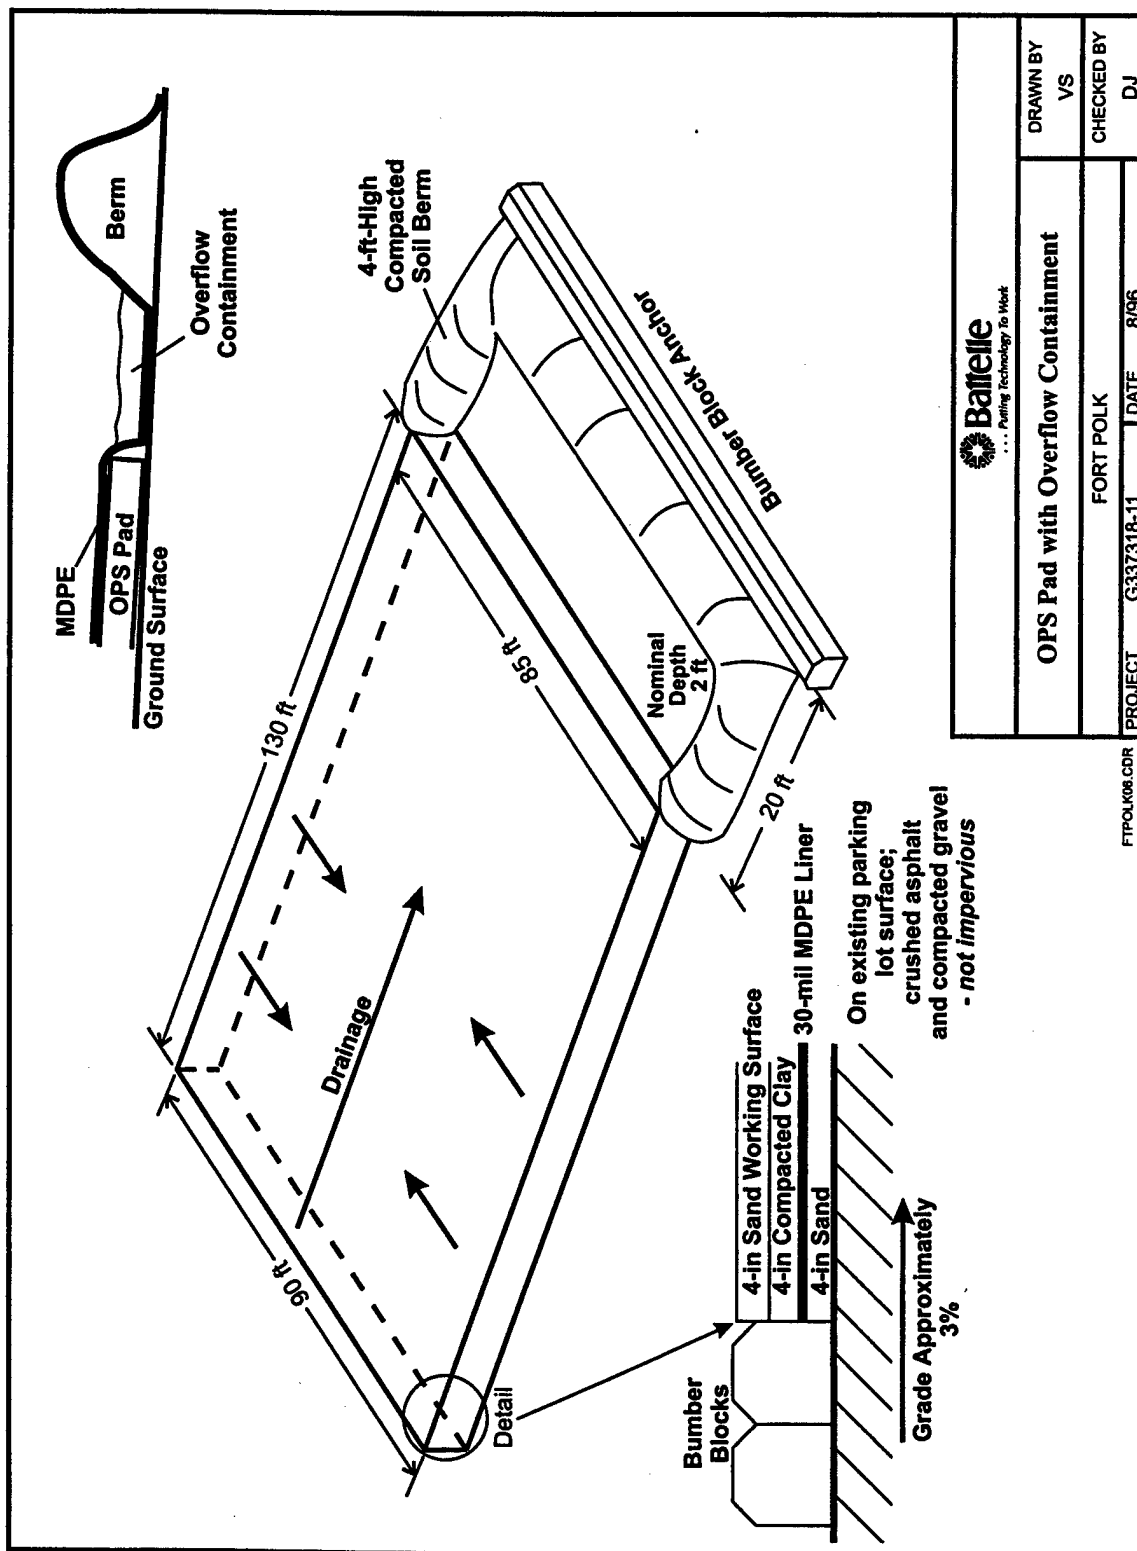 MDPE
OPS Pad
Ground Surface
Berm
Overflow
Containment
4-ft-High
Compacted
Soil Berm
130 ft
85 ft
90 ft
Drainage
Nominal
Depth
2 ft
Bumber Block Anchor
20 ft
Detail
Bumber
Blocks
4-in Sand Working Surface
4-in Compacted Clay
30-mil MDPE Liner
4-in Sand
On existing parking
lot surface;
crushed asphalt
and compacted gravel
- not impervious
Grade Approximately
3%
Battelle
. . . Putting Technology To Work
OPS Pad with Overflow Containment
DRAWN BY
VS
FORT POLK
CHECKED BY
DJ
FTPOLK06.CDR
PROJECT G337318-11
DATE 8/96